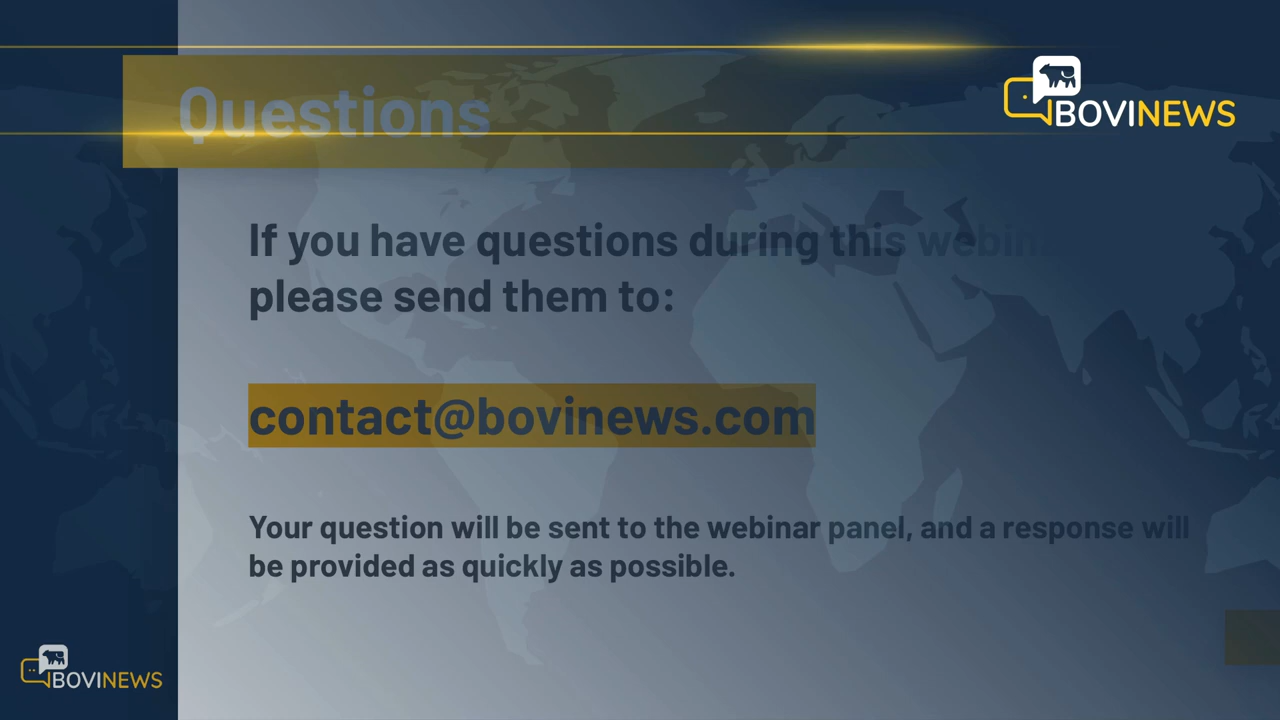 Questions
BOVINEWS
If you have questions during this
please send them to:
contact@bovinews.com
Your question will be sent to the webinar panel, and a response will
be provided as quickly as possible.
BOVINEWS